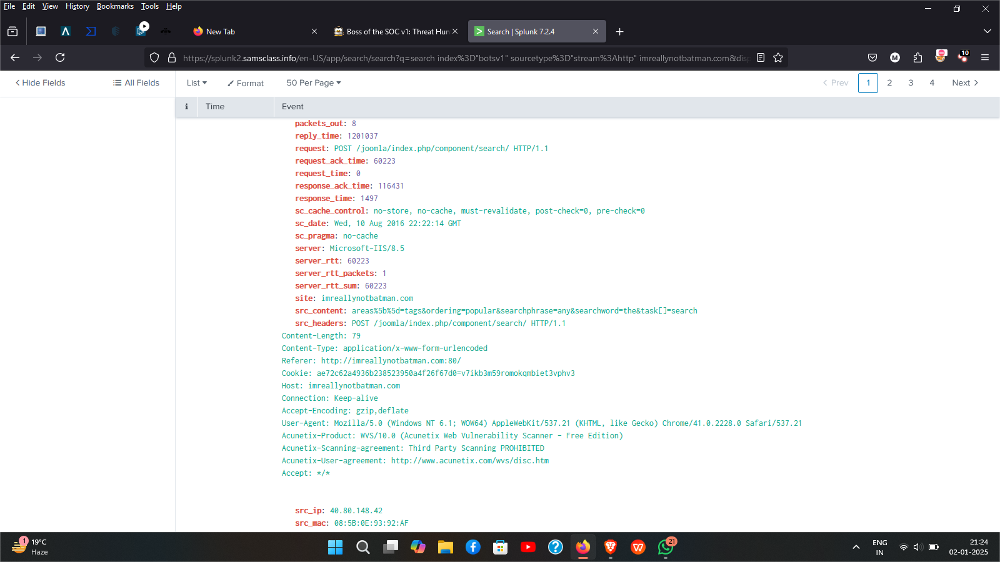 File Edit View History Bookmarks Tools Help
New Tab
Boss of the SOC v1: Threat Hun
Search | Splunk 7.2.4
https://splunk2.samsclass.info/en-US/app/search/search?q=search index%3D"botsv1" sourcetype%3D"stream%3Ahttp" imreallynotbatman.com&disp
M
10
Hide Fields
All Fields
List
Format
50 Per Page
Prev 1 2 3 4 Next
i Time Event
packets_out: 8
reply_time: 1201037
request: POST /joomla/index.php/component/search/ HTTP/1.1
request_ack_time: 60223
request_time: 0
response_ack_time: 116431
response_time: 1497
sc_cache_control: no-store, no-cache, must-revalidate, post-check=0, pre-check=0
sc_date: Wed, 10 Aug 2016 22:22:14 GMT
sc_pragma: no-cache
server: Microsoft-IIS/8.5
server_rtt: 60223
server_rtt_packets: 1
server_rtt_sum: 60223
site: imreallynotbatman.com
src_content: areas%5b%5d=tags&ordering=popular&searchphrase=any&searchword=the&task[]=search
src_headers: POST /joomla/index.php/component/search/ HTTP/1.1
Content-Length: 79
Content-Type: application/x-www-form-urlencoded
Referer: http://imreallynotbatman.com:80/
Cookie: ae72c62a4936b238523950a4f26f67d0=v7ikb3m59romokqmbiet3vphv3
Host: imreallynotbatman.com
Connection: Keep-alive
Accept-Encoding: gzip,deflate
User-Agent: Mozilla/5.0 (Windows NT 6.1; WOW64) AppleWebKit/537.21 (KHTML, like Gecko) Chrome/41.0.2228.0 Safari/537.21
Acunetix-Product: WVS/10.0 (Acunetix Web Vulnerability Scanner - Free Edition)
Acunetix-Scanning-agreement: Third Party Scanning PROHIBITED
Acunetix-User-agreement: http://www.acunetix.com/wvs/disc.htm
Accept: */*
src_ip: 40.80.148.42
src_mac: 08:5B:0E:93:92:AF
1
19°C
Haze
21
ENG
IN
21:24
02-01-2025